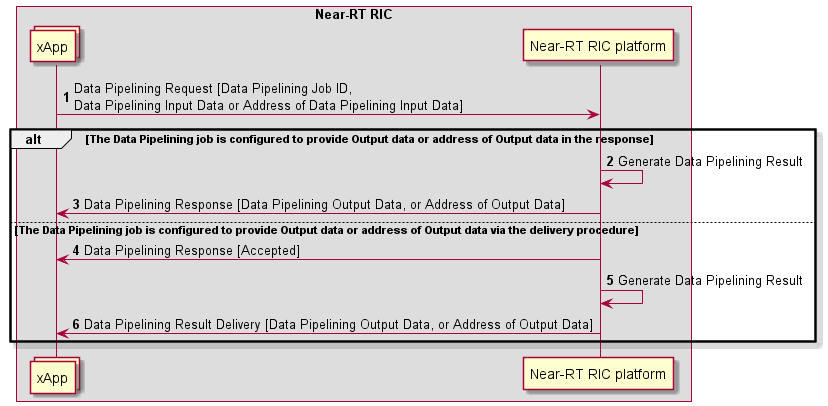 Near-RT RIC
xApp
Near-RT RIC platform
1 Data Pipelining Request [Data Pipelining Job ID,
Data Pipelining Input Data or Address of Data Pipelining Input Data]
alt [The Data Pipelining job is configured to provide Output data or address of Output data in the response]
2 Generate Data Pipelining Result
3 Data Pipelining Response [Data Pipelining Output Data, or Address of Output Data]
[The Data Pipelining job is configured to provide Output data or address of Output data via the delivery procedure]
4 Data Pipelining Response [Accepted]
5 Generate Data Pipelining Result
6 Data Pipelining Result Delivery [Data Pipelining Output Data, or Address of Output Data]
xApp
Near-RT RIC platform